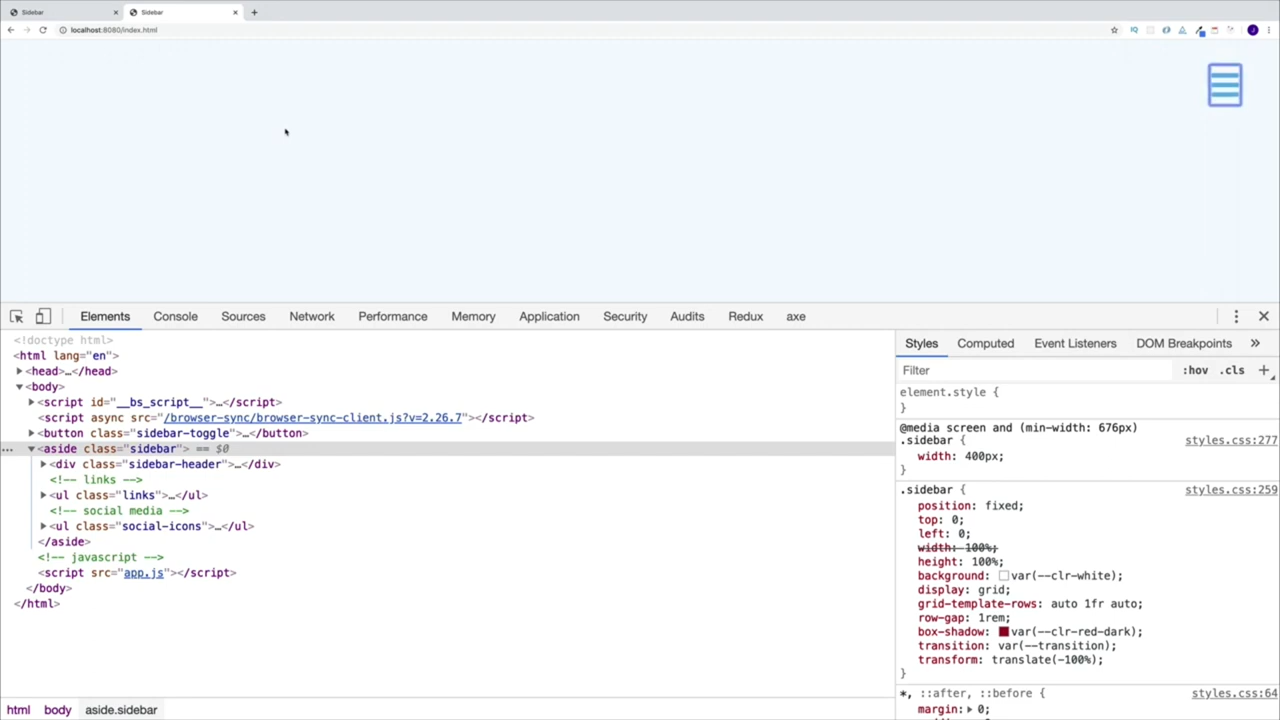 Sidebar
Sidebar
localhost:8080/index.html
IQ
J
Elements Console Sources Network Performance Memory Application Security Audits Redux axe
<!doctype html>
<html lang="en">
<head>…</head>
<body>
<script id="__bs_script__">…</script>
<script async src="/browser-sync/browser-sync-client.js?v=2.26.7"></script>
<button class="sidebar-toggle">…</button>
<aside class="sidebar"> == $0
<div class="sidebar-header">…</div>
<!-- links -->
<ul class="links">…</ul>
<!-- social media -->
<ul class="social-icons">…</ul>
</aside>
<!-- javascript -->
<script src="app.js"></script>
</body>
</html>
html body aside.sidebar
Styles Computed Event Listeners DOM Breakpoints »
Filter :hov .cls +
element.style {
}
@media screen and (min-width: 676px)
.sidebar { styles.css:277
width: 400px;
}
.sidebar { styles.css:259
position: fixed;
top: 0;
left: 0;
width: 100%;
height: 100%;
background: var(--clr-white);
display: grid;
grid-template-rows: auto 1fr auto;
row-gap: 1rem;
box-shadow: var(--clr-red-dark);
transition: var(--transition);
transform: translate(-100%);
}
*, ::after, ::before { styles.css:64
margin: 0;